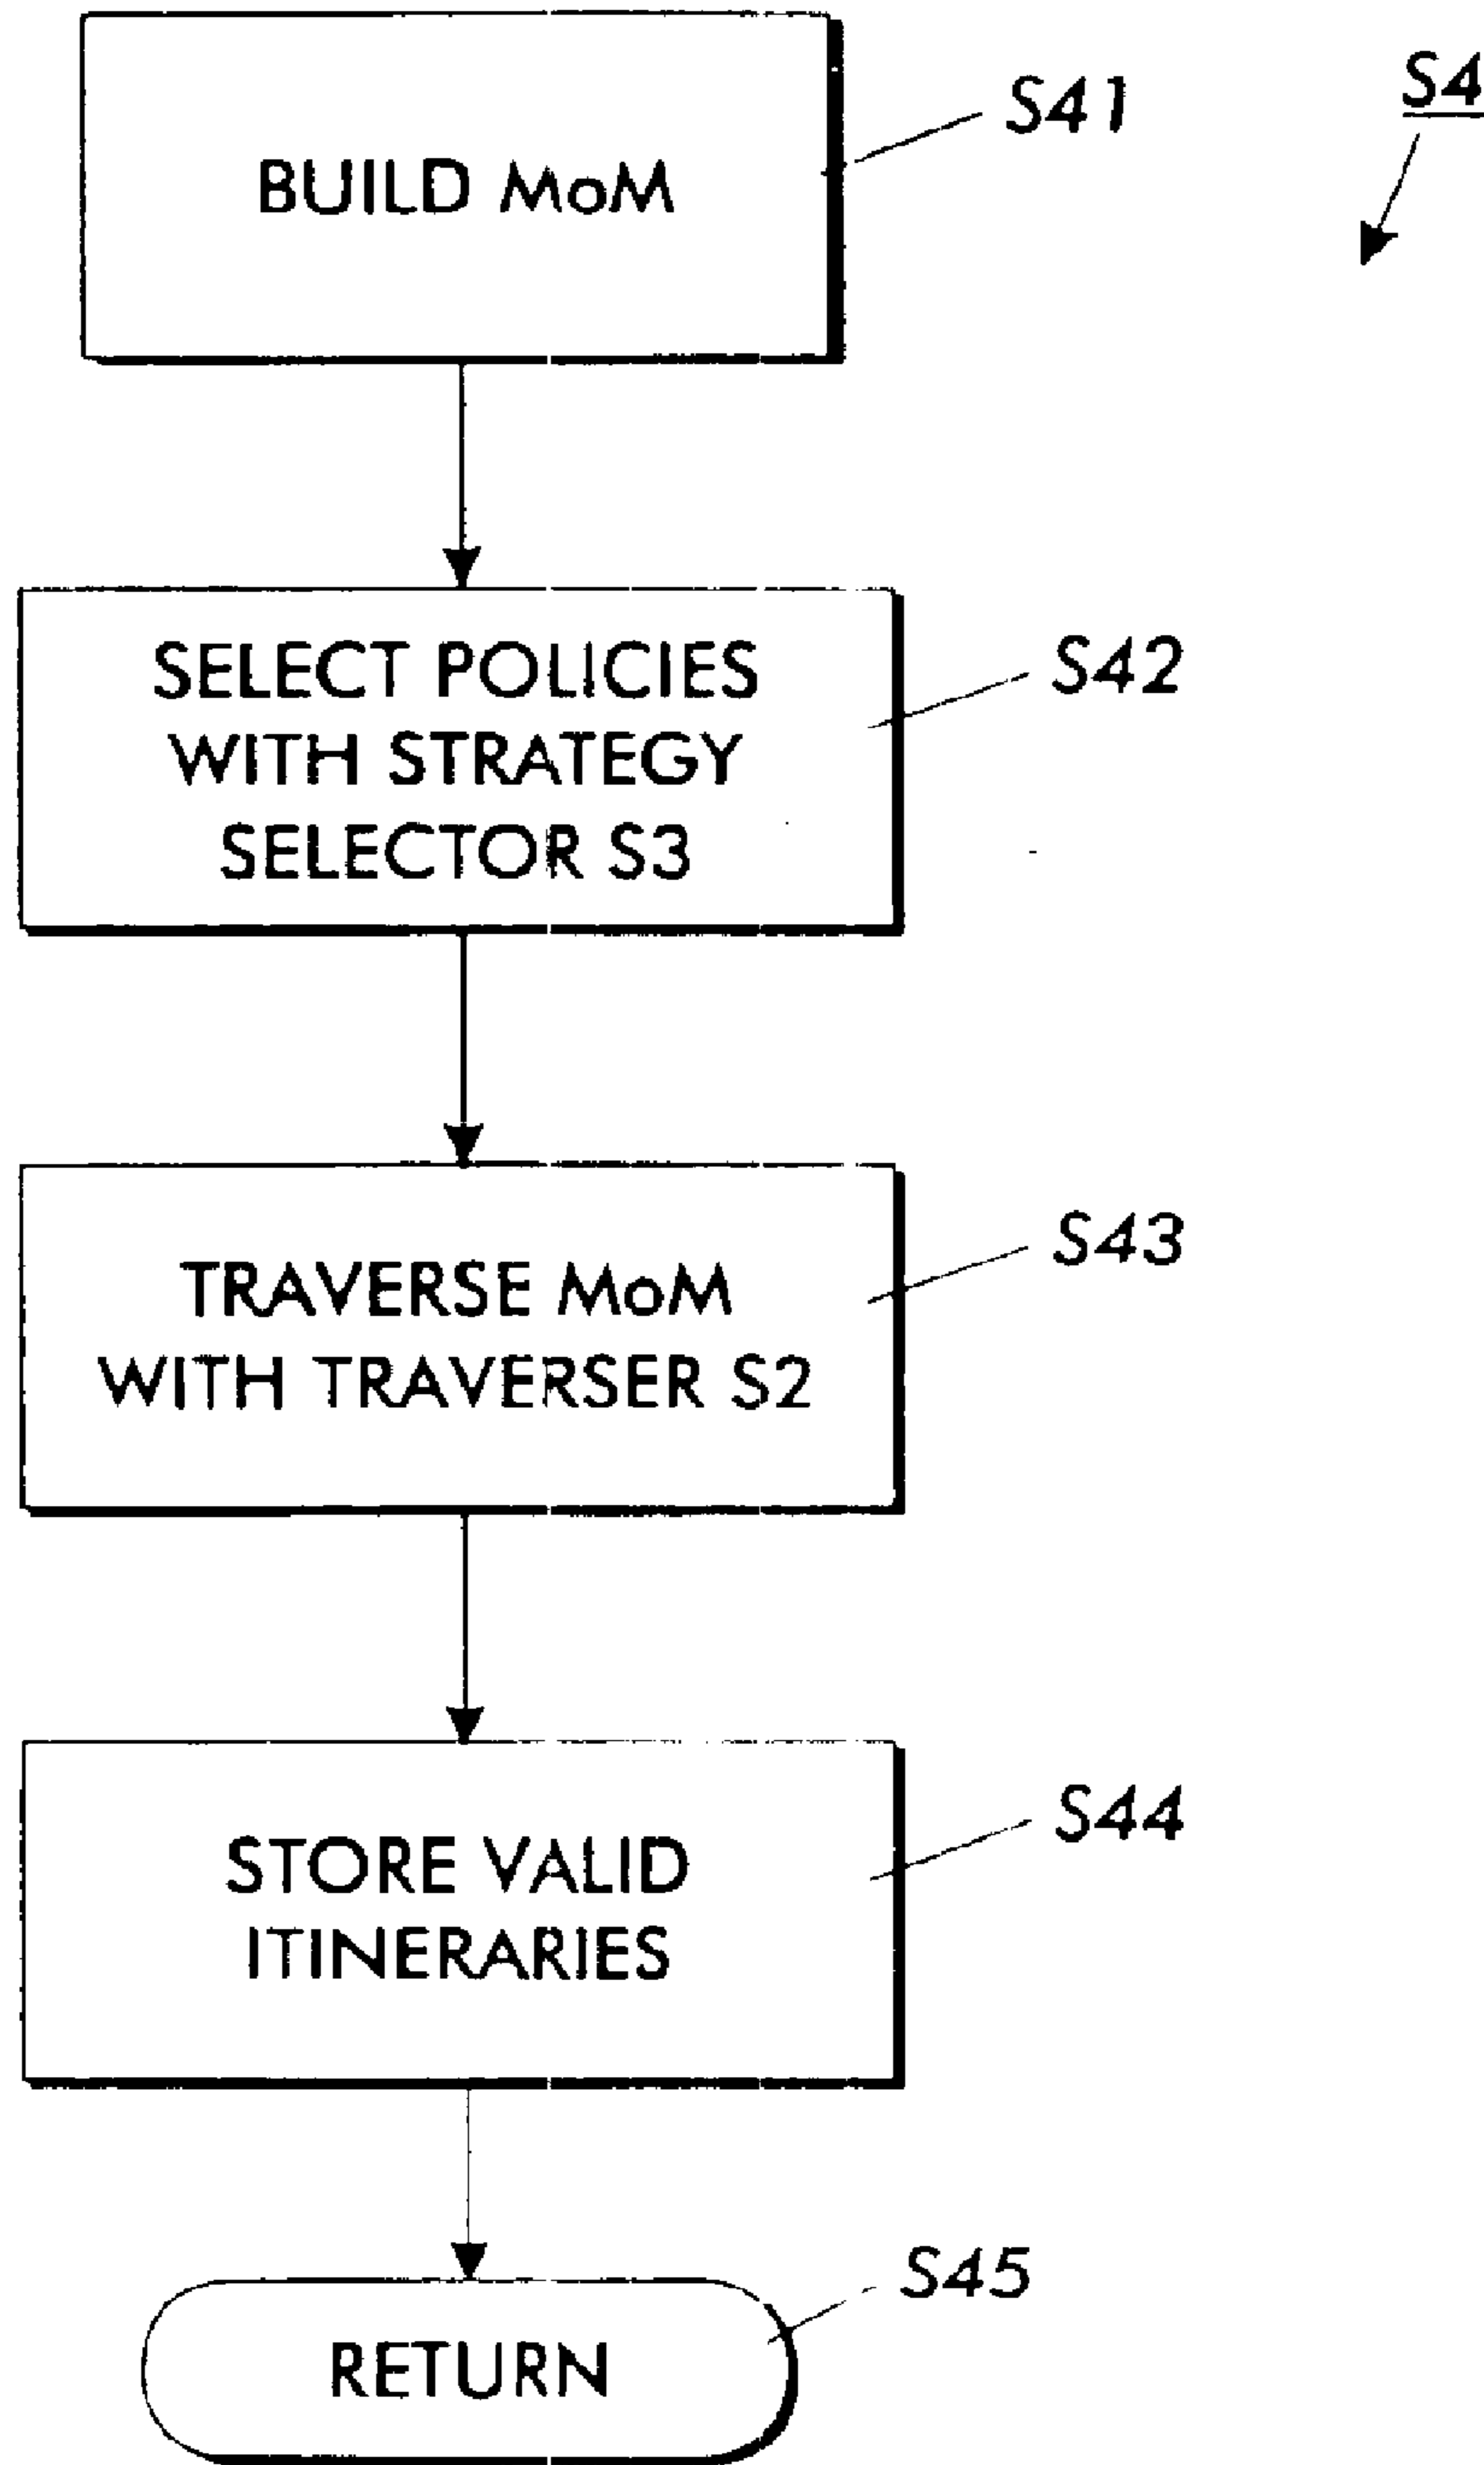 S4
BUILD MoM
S41
SELECT POLICIES
WITH STRATEGY
SELECTOR S3
S42
TRAVERSE MoM
WITH TRAVERSER S2
S43
STORE VALID
ITINERARIES
S44
RETURN
S45